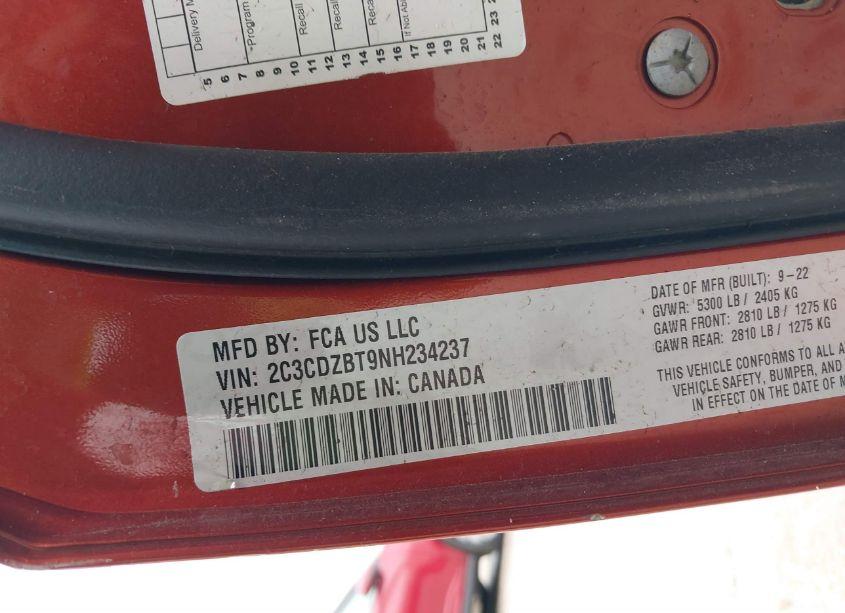 Delivery M
Program
Recall
Recall
Recall
If Not Able
5
6
7
8
9
10
11
12
13
14
15
16
17
18
19
20
21
22
23
MFD BY: FCA US LLC
VIN: 2C3CDZBT9NH234237
VEHICLE MADE IN: CANADA
DATE OF MFR (BUILT): 9-22
GVWR: 5300 LB / 2405 KG
GAWR FRONT: 2810 LB / 1275 KG
GAWR REAR: 2810 LB / 1275 KG
THIS VEHICLE CONFORMS TO ALL A
VEHICLE SAFETY, BUMPER, AND
IN EFFECT ON THE DATE OF M